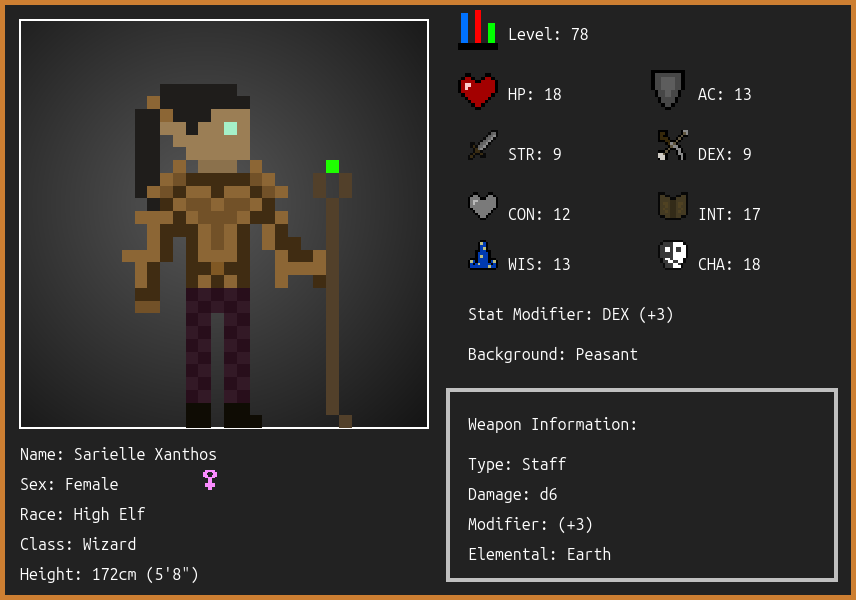 Level: 78
HP: 18
AC: 13
STR: 9
DEX: 9
CON: 12
INT: 17
WIS: 13
CHA: 18
Stat Modifier: DEX (+3)
Background: Peasant
Weapon Information:
Type: Staff
Damage: d6
Modifier: (+3)
Elemental: Earth
Name: Sarielle Xanthos
Sex: Female
Race: High Elf
Class: Wizard
Height: 172cm (5'8")